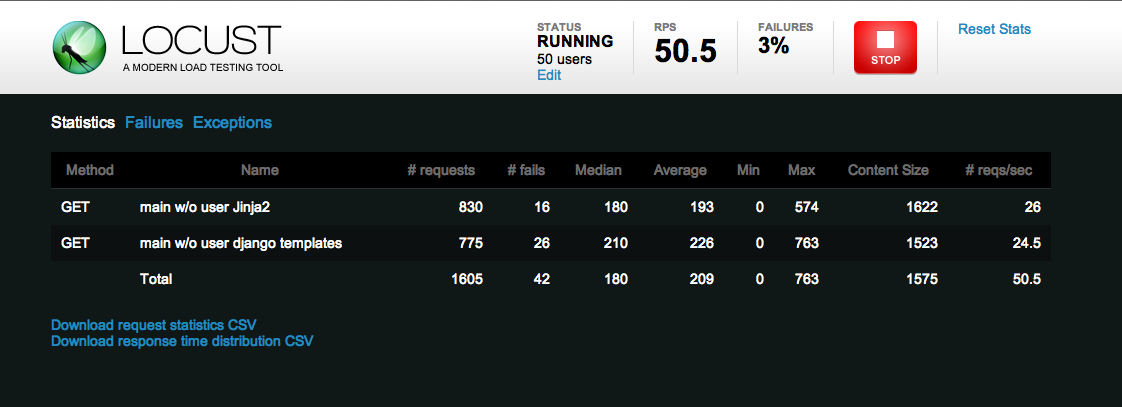 LOCUST
A MODERN LOAD TESTING TOOL
STATUS
RUNNING
50 users
Edit
RPS
50.5
FAILURES
3%
STOP
Reset Stats
Statistics Failures Exceptions
Method Name # requests # fails Median Average Min Max Content Size # reqs/sec
GET main w/o user Jinja2 830 16 180 193 0 574 1622 26
GET main w/o user django templates 775 26 210 226 0 763 1523 24.5
Total 1605 42 180 209 0 763 1575 50.5
Download request statistics CSV
Download response time distribution CSV